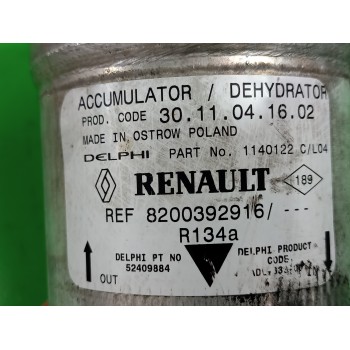 ACCUMULATOR / DEHYDRATOR
PROD. CODE 30.11.04.16.02
MADE IN OSTROW POLAND
DELPHI PART No. 1140122 C/L04
RENAULT 189
REF 8200392916/ ---
R134a
DELPHI PT NO
52409884
DELPHI PRODUCT
CODE:
OUT